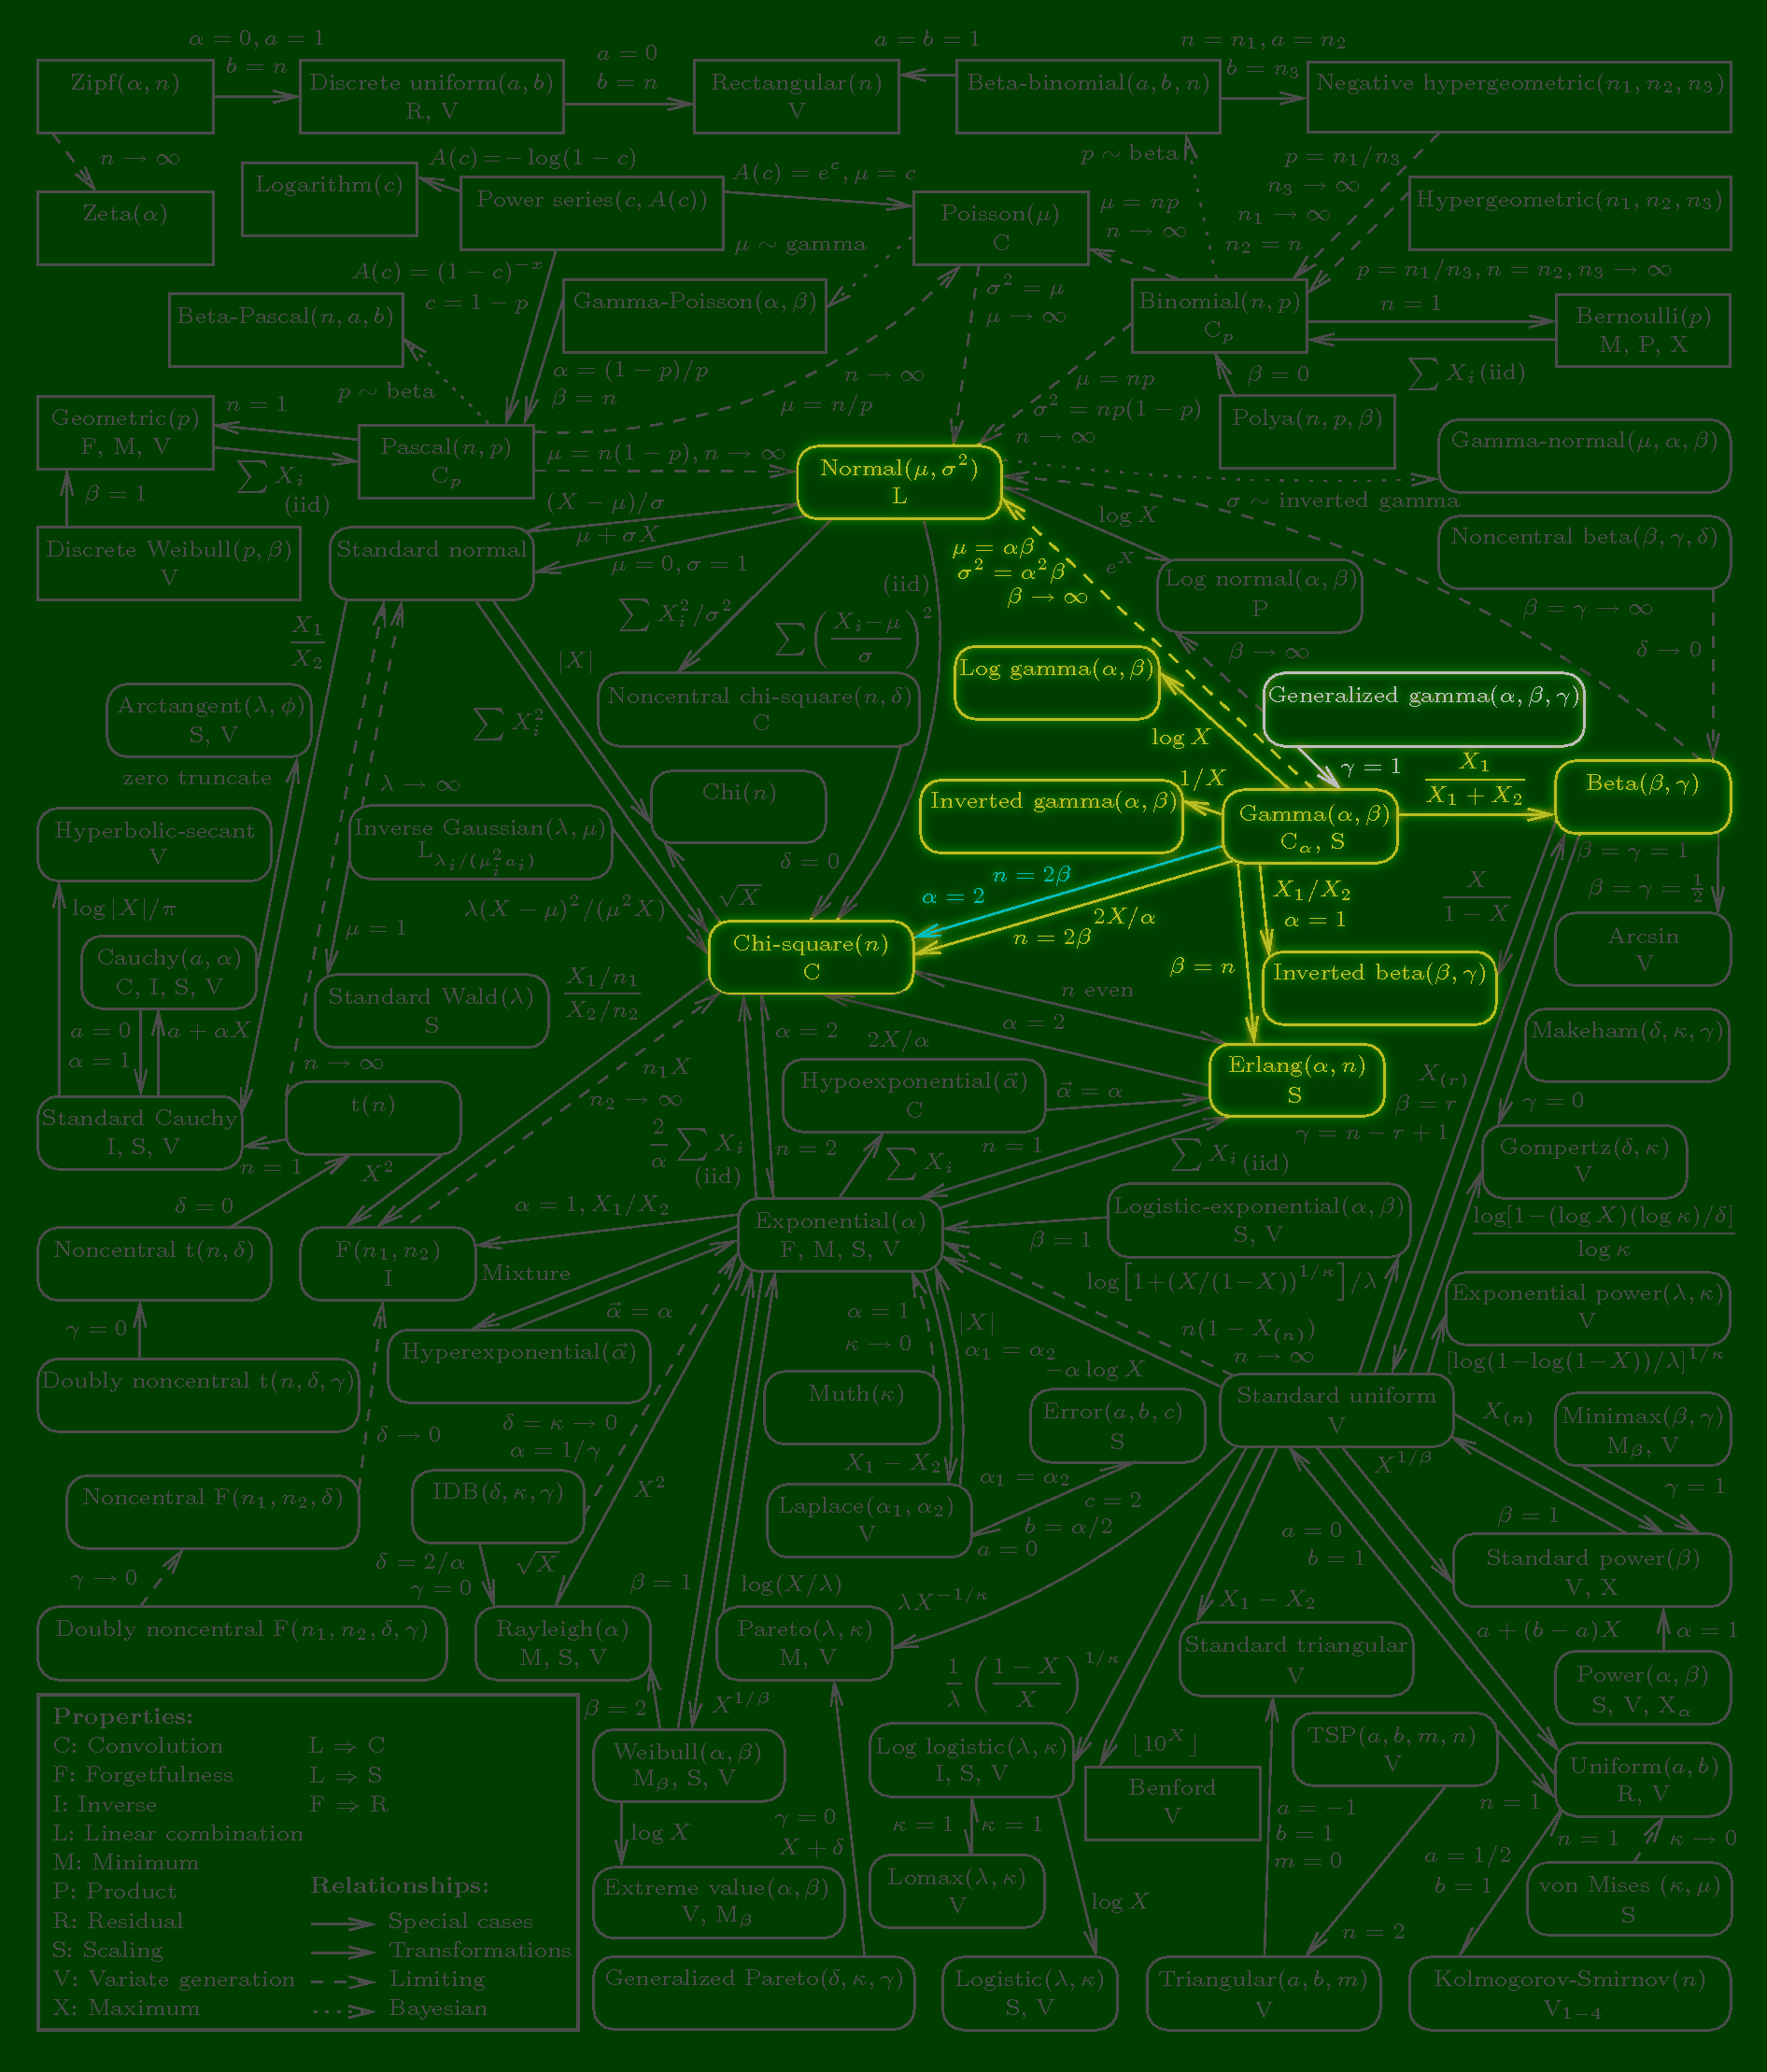 α = 0, a = 1
b = n
a = 0
b = n
a = b = 1
n = n₁, a = n₂
b = n₃
Zipf(α, n)
Discrete uniform(a, b)
R, V
Rectangular(n)
V
Beta-binomial(a, b, n)
Negative hypergeometric(n₁, n₂, n₃)
n → ∞
A(c) = − log(1 − c)
A(c) = eᶜ, μ = c
p ∼ beta
p = n₁/n₃
n₃ → ∞
n₁ → ∞
n₂ = n
Logarithm(c)
Power series(c, A(c))
Zeta(α)
Poisson(μ)
C
μ = np
n → ∞
Hypergeometric(n₁, n₂, n₃)
μ ∼ gamma
A(c) = (1 − c)⁻ˣ
c = 1 − p
p = n₁/n₃, n = n₂, n₃ → ∞
Beta-Pascal(n, a, b)
Gamma-Poisson(α, β)
σ² = μ
μ → ∞
Binomial(n, p)
Cₚ
n = 1
Bernoulli(p)
M, P, X
∑ Xᵢ (iid)
α = (1 − p)/p
β = n
n → ∞
μ = n/p
μ = np
σ² = np(1 − p)
n → ∞
β = 0
p ∼ beta
Geometric(p)
F, M, V
n = 1
∑ Xᵢ
(iid)
Pascal(n, p)
Cₚ
μ = n(1 − p), n → ∞
Polya(n, p, β)
Normal(μ, σ²)
L
Gamma-normal(μ, α, β)
σ ∼ inverted gamma
β = 1
(X − μ)/σ
μ + σX
μ = 0, σ = 1
log X
eˣ
Discrete Weibull(p, β)
V
Standard normal
μ = αβ
σ² = α²β
β → ∞
Log normal(α, β)
P
Noncentral beta(β, γ, δ)
β = γ → ∞
δ → 0
(iid)
∑ Xᵢ²/σ²
∑ ((Xᵢ−μ)/σ)²
X₁/X₂
|X|
β → ∞
Log gamma(α, β)
Generalized gamma(α, β, γ)
Arctangent(λ, φ)
S, V
Noncentral chi-square(n, δ)
C
∑ Xᵢ²
log X
γ = 1
X₁/(X₁ + X₂)
zero truncate
λ → ∞
Chi(n)
1/X
Inverted gamma(α, β)
Gamma(α, β)
C_α, S
Beta(β, γ)
Hyperbolic-secant
V
Inverse Gaussian(λ, μ)
L_{λᵢ/(μᵢ²aᵢ)}
δ = 0
β = γ = 1
β = γ = 1/2
log |X|/π
λ(X − μ)²/(μ²X)
√X
α = 2
n = 2β
2X/α
n = 2β
X₁/X₂
α = 1
X/(1 − X)
μ = 1
Chi-square(n)
C
Arcsin
V
Cauchy(a, α)
C, I, S, V
Standard Wald(λ)
S
(X₁/n₁)/(X₂/n₂)
β = n
Inverted beta(β, γ)
n even
a = 0
α = 1
a + αX
α = 2
α = 2
2X/α
Makeham(δ, κ, γ)
n → ∞
n₁X
n₂ → ∞
Hypoexponential(α⃗)
C
α⃗ = α
Erlang(α, n)
S
X₍ᵣ₎
β = r
γ = n − r + 1
γ = 0
Standard Cauchy
I, S, V
t(n)
n = 1
X²
2/α ∑ Xᵢ
(iid)
n = 2
∑ Xᵢ
n = 1
∑ Xᵢ (iid)
Gompertz(δ, κ)
V
δ = 0
α = 1, X₁/X₂
Exponential(α)
F, M, S, V
Logistic-exponential(α, β)
S, V
β = 1
log[1−(log X)(log κ)/δ]/log κ
Noncentral t(n, δ)
F(n₁, n₂)
I
Mixture
α⃗ = α
log[1+(X/(1−X))^{1/κ}]/λ
Exponential power(λ, κ)
V
γ = 0
Hyperexponential(α⃗)
α = 1
κ → 0
|X|
α₁ = α₂
n(1 − X₍ₙ₎)
n → ∞
−α log X
[log(1−log(1−X))/λ]^{1/κ}
Doubly noncentral t(n, δ, γ)
Muth(κ)
Error(a, b, c)
S
Standard uniform
V
X₍ₙ₎
Minimax(β, γ)
M_β, V
δ → 0
δ = κ → 0
α = 1/γ
X²
X₁ − X₂
α₁ = α₂
c = 2
b = α/2
a = 0
X^{1/β}
γ = 1
β = 1
Noncentral F(n₁, n₂, δ)
IDB(δ, κ, γ)
Laplace(α₁, α₂)
V
a = 0
b = 1
Standard power(β)
V, X
γ → 0
δ = 2/α
γ = 0
√X
β = 1
log(X/λ)
λX^{−1/κ}
X₁ − X₂
a + (b − a)X
α = 1
Doubly noncentral F(n₁, n₂, δ, γ)
Rayleigh(α)
M, S, V
Pareto(λ, κ)
M, V
Standard triangular
V
Power(α, β)
S, V, X_α
β = 2
X^{1/β}
1/λ ((1 − X)/X)^{1/κ}
⌊10ˣ⌋
Weibull(α, β)
M_β, S, V
Log logistic(λ, κ)
I, S, V
Benford
V
TSP(a, b, m, n)
V
Uniform(a, b)
R, V
log X
γ = 0
X + δ
κ = 1
κ = 1
a = −1
b = 1
m = 0
n = 1
a = 1/2
b = 1
n = 1
κ → 0
Extreme value(α, β)
V, M_β
Lomax(λ, κ)
V
log X
n = 2
von Mises (κ, μ)
S
Generalized Pareto(δ, κ, γ)
Logistic(λ, κ)
S, V
Triangular(a, b, m)
V
Kolmogorov-Smirnov(n)
V₁₋₄
Properties:
C: Convolution
F: Forgetfulness
I: Inverse
L: Linear combination
M: Minimum
P: Product
R: Residual
S: Scaling
V: Variate generation
X: Maximum
L ⇒ C
L ⇒ S
F ⇒ R
Relationships:
Special cases
Transformations
Limiting
Bayesian